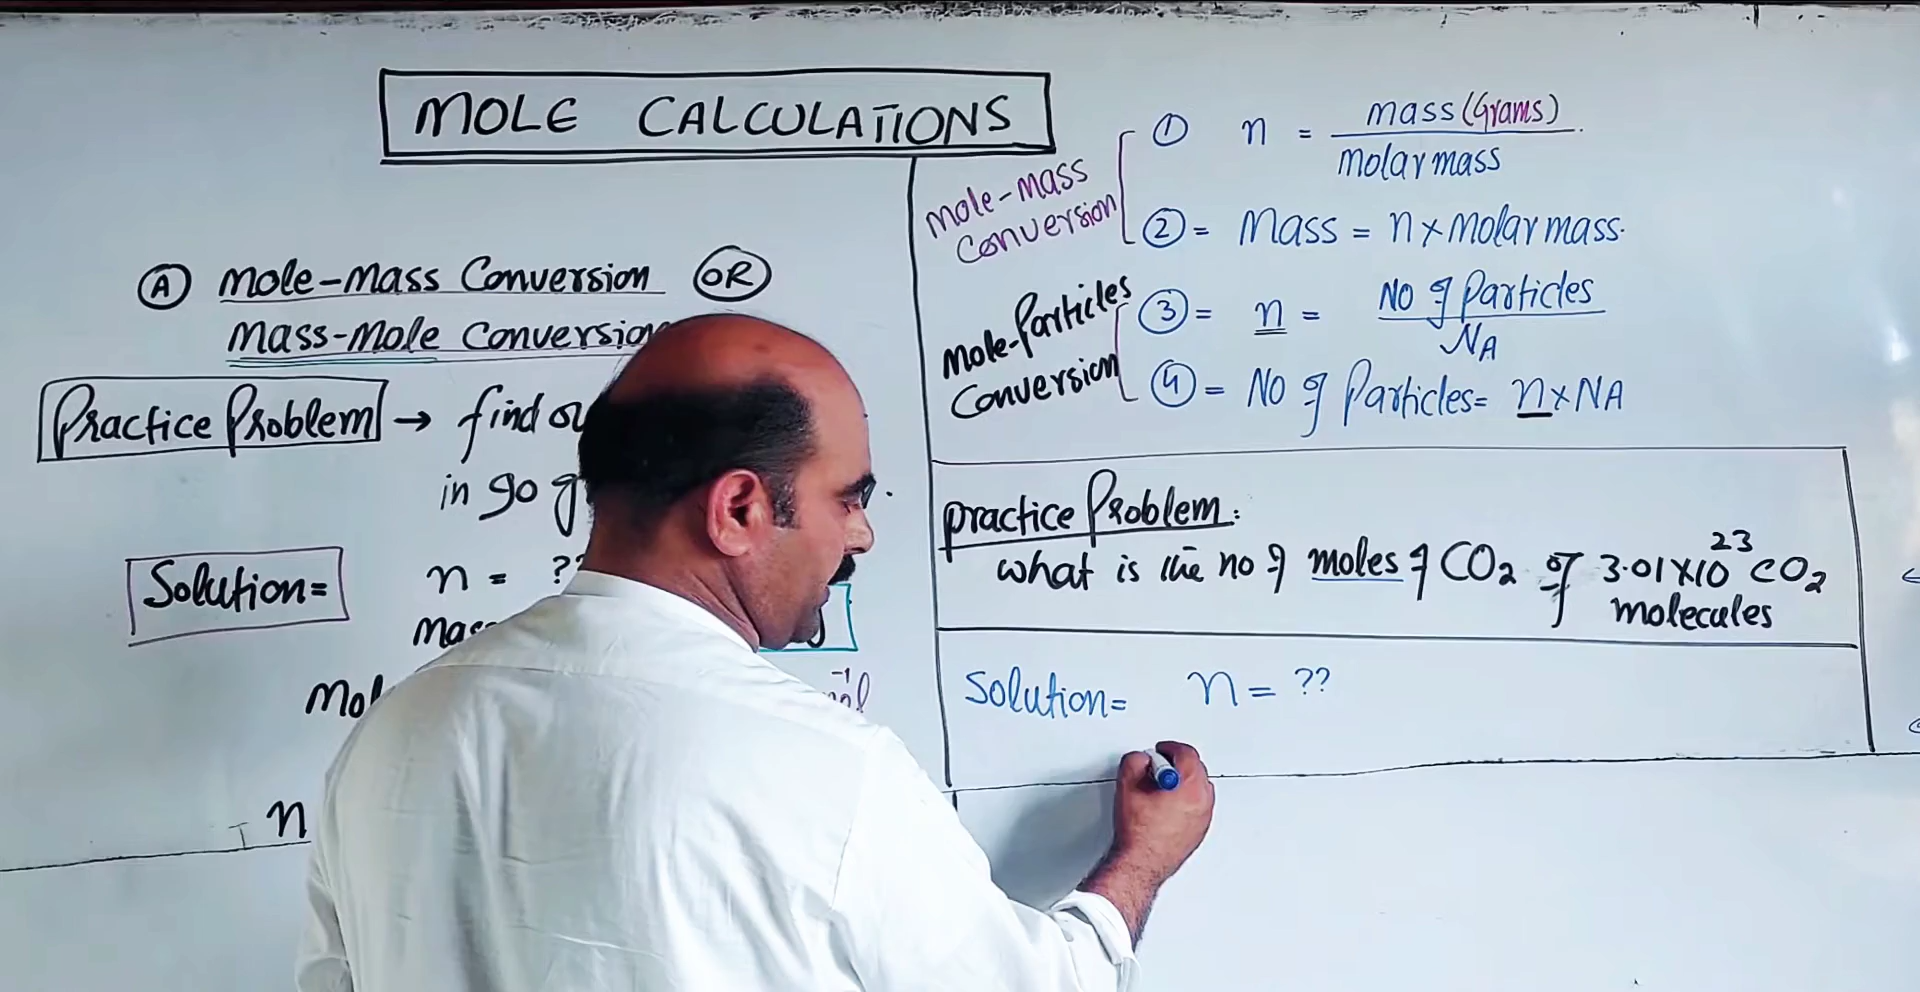 MOLE CALCULATIONS
A Mole-Mass Conversion OR
Mass-Mole Conversion
Practice Problem → find
in 90
Solution=
n = ??
Mol
n
Mole-Mass
Conversion
1 n = mass(Grams)
Molar mass
2 = Mass = n × Molar mass.
Mole-Particles
Conversion
3 = n = No of Particles
NA
4 = No of Particles = n × NA
Practice Problem:
What is the no of moles of CO₂ of 3.01×10²³ CO₂
molecules
Solution= n = ??